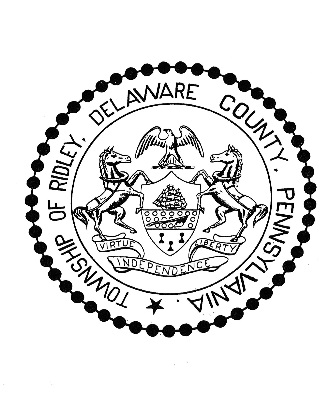 TOWNSHIP OF RIDLEY, DELAWARE COUNTY, PENNSYLVANIA.
VIRTUE LIBERTY
INDEPENDENCE